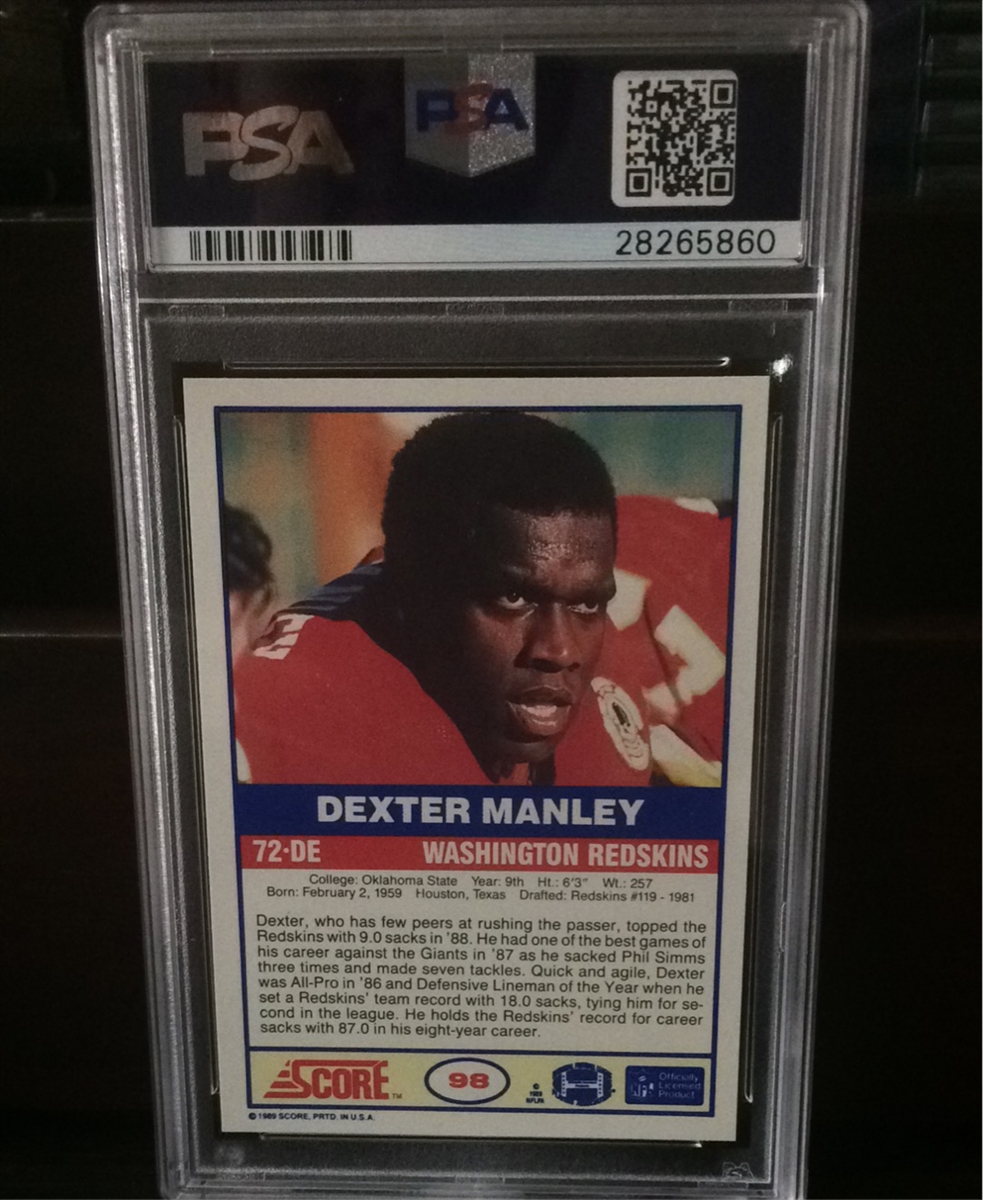 PSA
PSA
28265860
DEXTER MANLEY
72·DE WASHINGTON REDSKINS
College: Oklahoma State Year: 9th Ht.: 6'3" Wt.: 257
Born: February 2, 1959 Houston, Texas Drafted: Redskins #119 - 1981
Dexter, who has few peers at rushing the passer, topped the
Redskins with 9.0 sacks in '88. He had one of the best games of
his career against the Giants in '87 as he sacked Phil Simms
three times and made seven tackles. Quick and agile, Dexter
was All-Pro in '86 and Defensive Lineman of the Year when he
set a Redskins' team record with 18.0 sacks, tying him for se-
cond in the league. He holds the Redskins' record for career
sacks with 87.0 in his eight-year career.
SCORE™ 98
©
1989
NFLPA
NFL
Officially
Licensed
Product
© 1989 SCORE, PRTD. IN U.S.A.
PSA